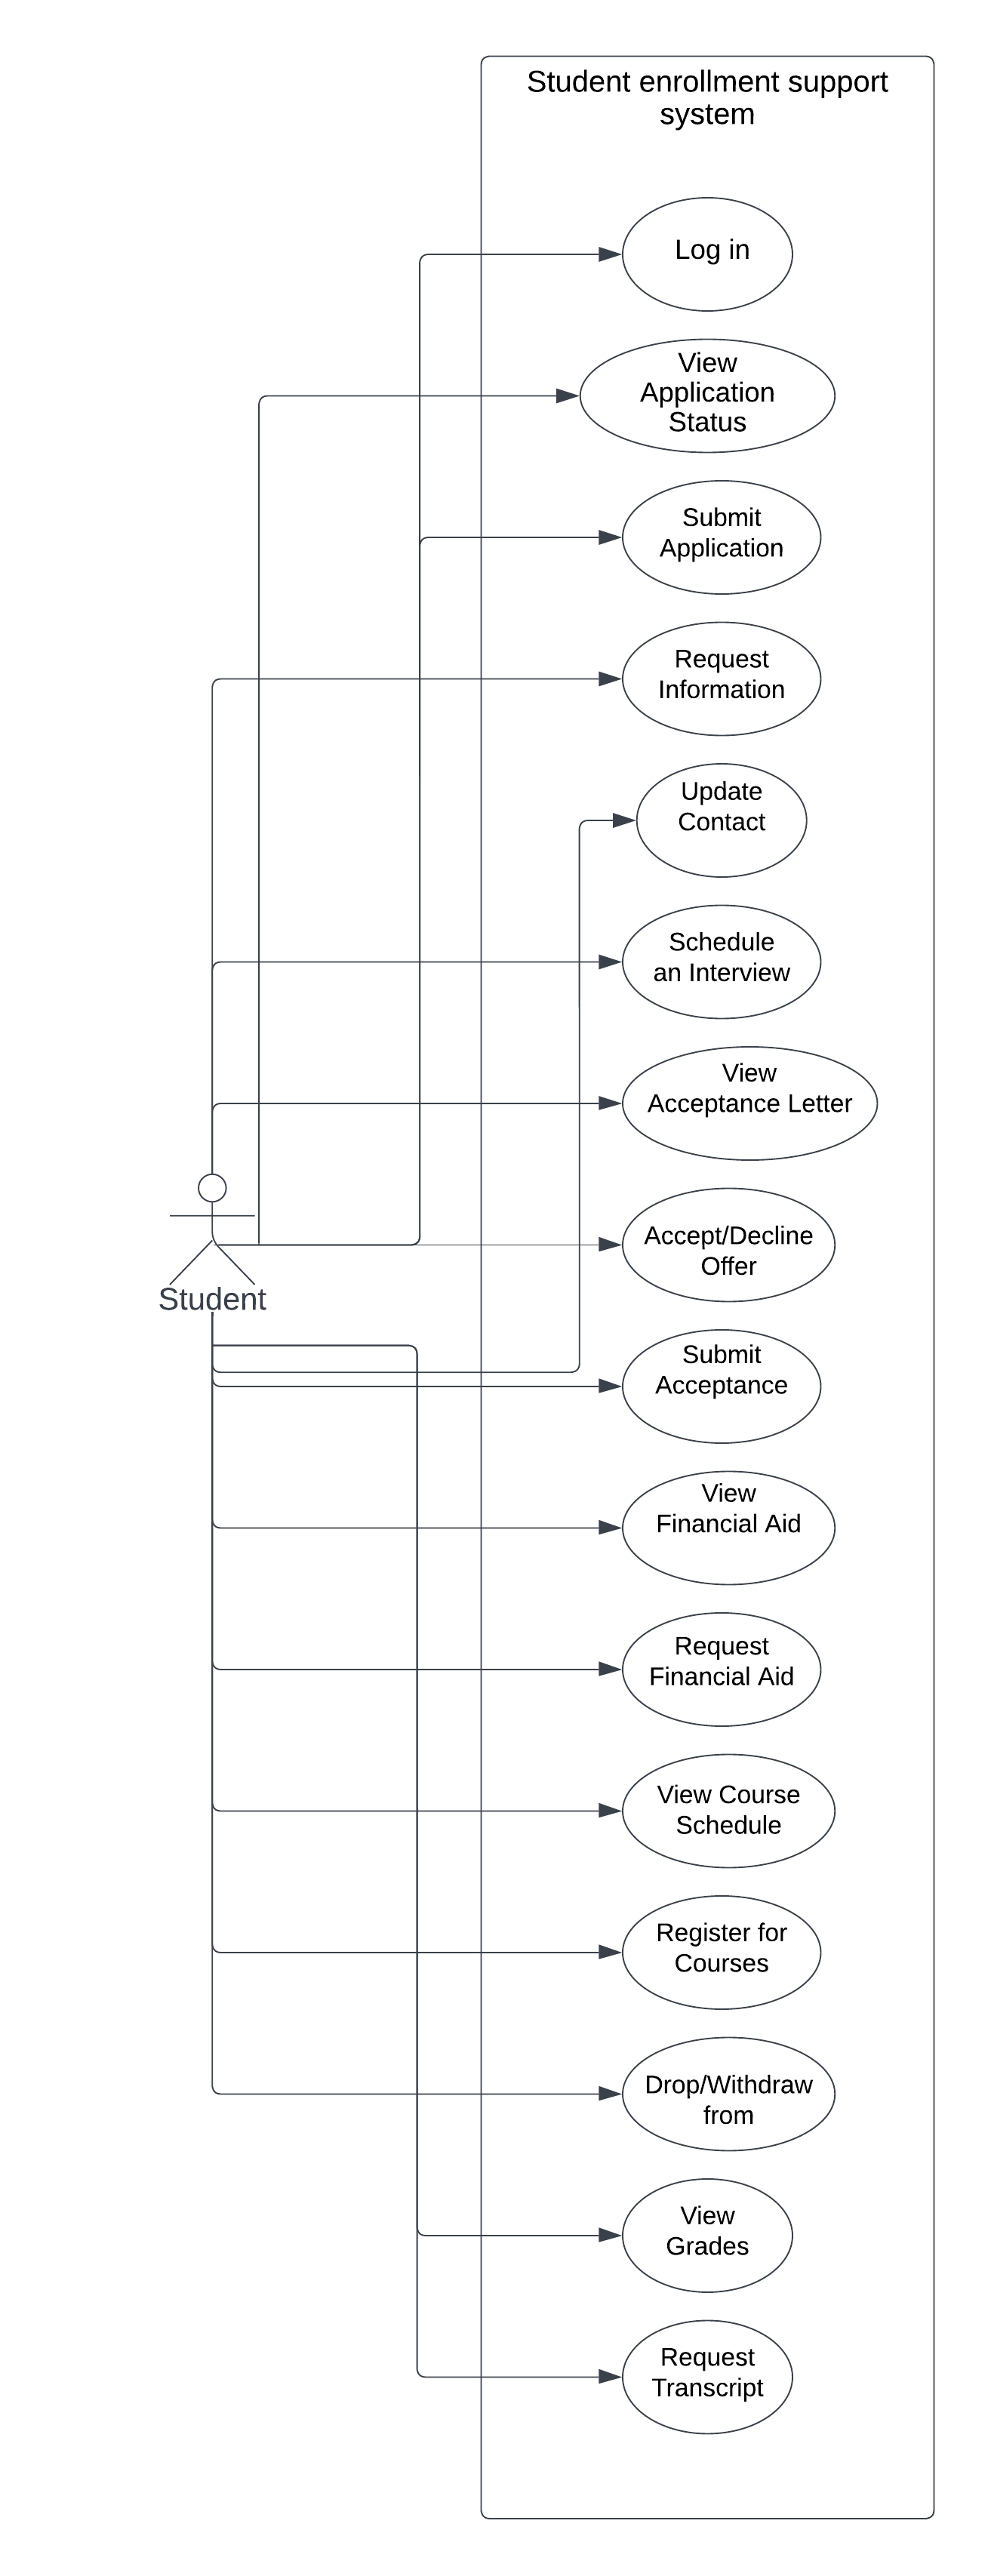 Student enrollment support
system
Log in
View
Application
Status
Submit
Application
Request
Information
Update
Contact
Schedule
an Interview
View
Acceptance Letter
Accept/Decline
Offer
Student
Submit
Acceptance
View
Financial Aid
Request
Financial Aid
View Course
Schedule
Register for
Courses
Drop/Withdraw
from
View
Grades
Request
Transcript